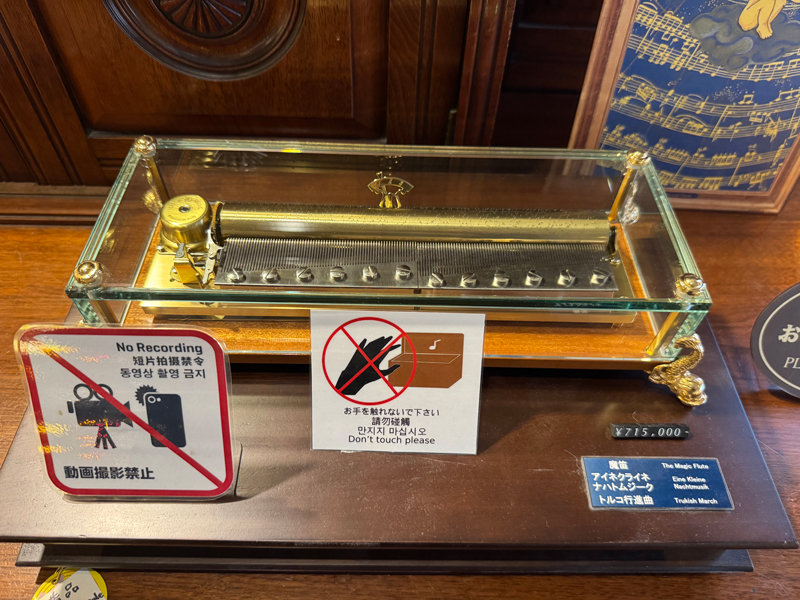 No Recording
短片拍摄禁令
동영상 촬영 금지
動画撮影禁止
お手を触れないで下さい
請勿碰觸
만지지 마십시오
Don't touch please
¥715,000
魔笛 The Magic Flute
アイネクライネ Eine Kleine
ナハトムジーク Nachtmusik
トルコ行進曲 Trukish March
お
PL
品